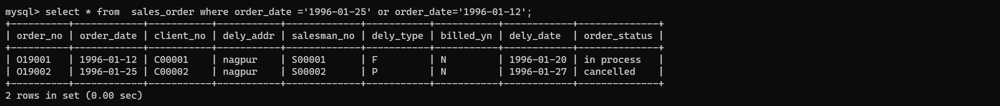 mysql> select * from  sales_order where order_date ='1996-01-25' or order_date='1996-01-12';
+----------+------------+-----------+-----------+-------------+-----------+-----------+------------+--------------+
| order_no | order_date | client_no | dely_addr | salesman_no | dely_type | billed_yn | dely_date  | order_status |
+----------+------------+-----------+-----------+-------------+-----------+-----------+------------+--------------+
| O19001   | 1996-01-12 | C00001    | nagpur    | S00001      | F         | N         | 1996-01-20 | in process   |
| O19002   | 1996-01-25 | C00002    | nagpur    | S00002      | P         | N         | 1996-01-27 | cancelled    |
+----------+------------+-----------+-----------+-------------+-----------+-----------+------------+--------------+
2 rows in set (0.00 sec)